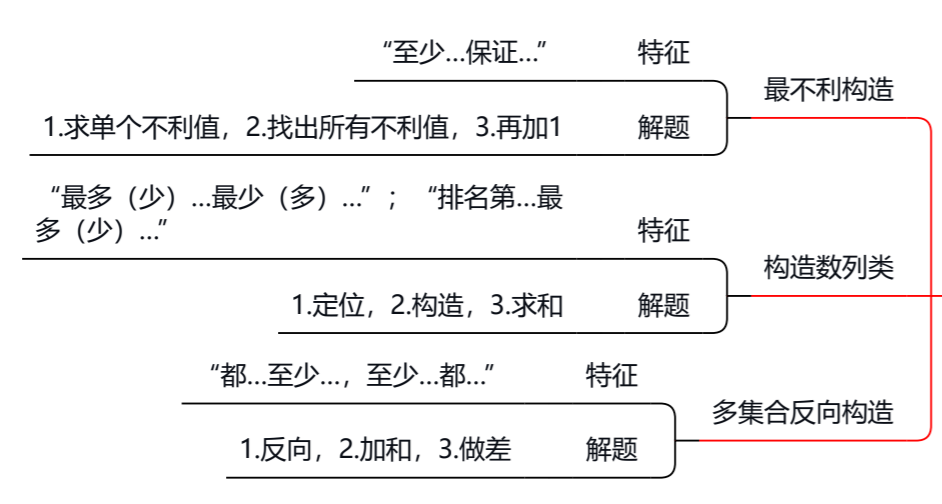 “至少...保证...” 特征
最不利构造
1.求单个不利值，2.找出所有不利值，3.再加1 解题
“最多（少）...最少（多）...”；“排名第...最
多（少）...” 特征
构造数列类
1.定位，2.构造，3.求和 解题
“都...至少...，至少...都...” 特征
多集合反向构造
1.反向，2.加和，3.做差 解题